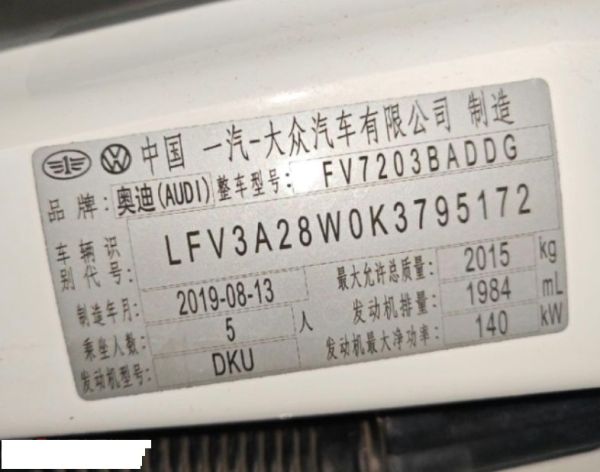 中国 一汽-大众汽车有限公司 制造
品牌: 奥迪(AUDI) 整车型号: FV7203BADDG
车辆识别代号: LFV3A28W0K3795172
制造年月: 2019-08-13 最大允许总质量: 2015 kg
乘坐人数: 5 人 发动机排量: 1984 mL
发动机型号: DKU 发动机最大净功率: 140 kW